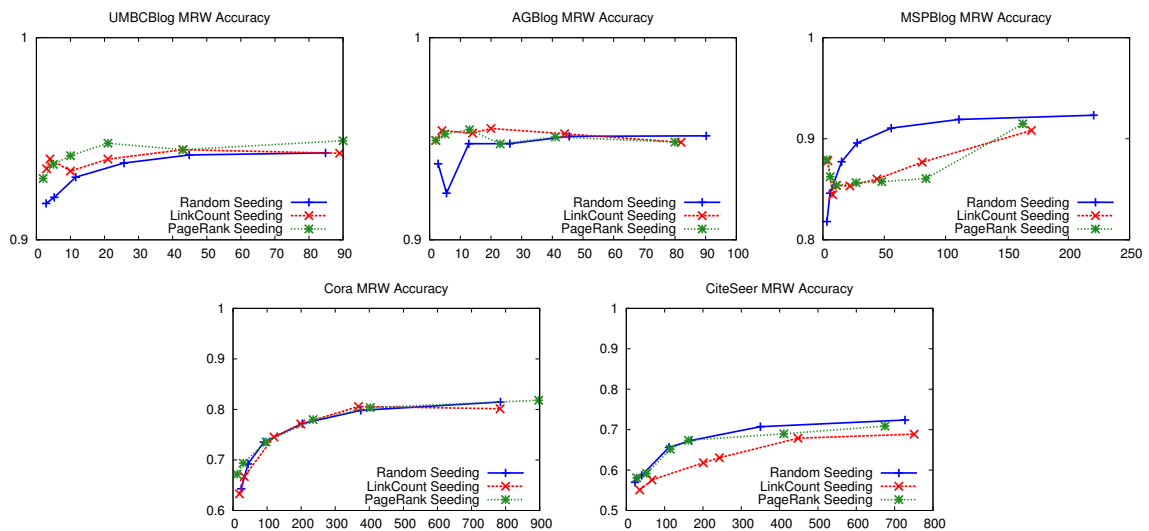 UMBCBlog MRW Accuracy
1
0.9
0 10 20 30 40 50 60 70 80 90
Random Seeding
LinkCount Seeding
PageRank Seeding
AGBlog MRW Accuracy
1
0.9
0 10 20 30 40 50 60 70 80 90 100
Random Seeding
LinkCount Seeding
PageRank Seeding
MSPBlog MRW Accuracy
1
0.9
0.8
0 50 100 150 200 250
Random Seeding
LinkCount Seeding
PageRank Seeding
Cora MRW Accuracy
1
0.9
0.8
0.7
0.6
0 100 200 300 400 500 600 700 800 900
Random Seeding
LinkCount Seeding
PageRank Seeding
CiteSeer MRW Accuracy
1
0.9
0.8
0.7
0.6
0.5
0 100 200 300 400 500 600 700 800
Random Seeding
LinkCount Seeding
PageRank Seeding